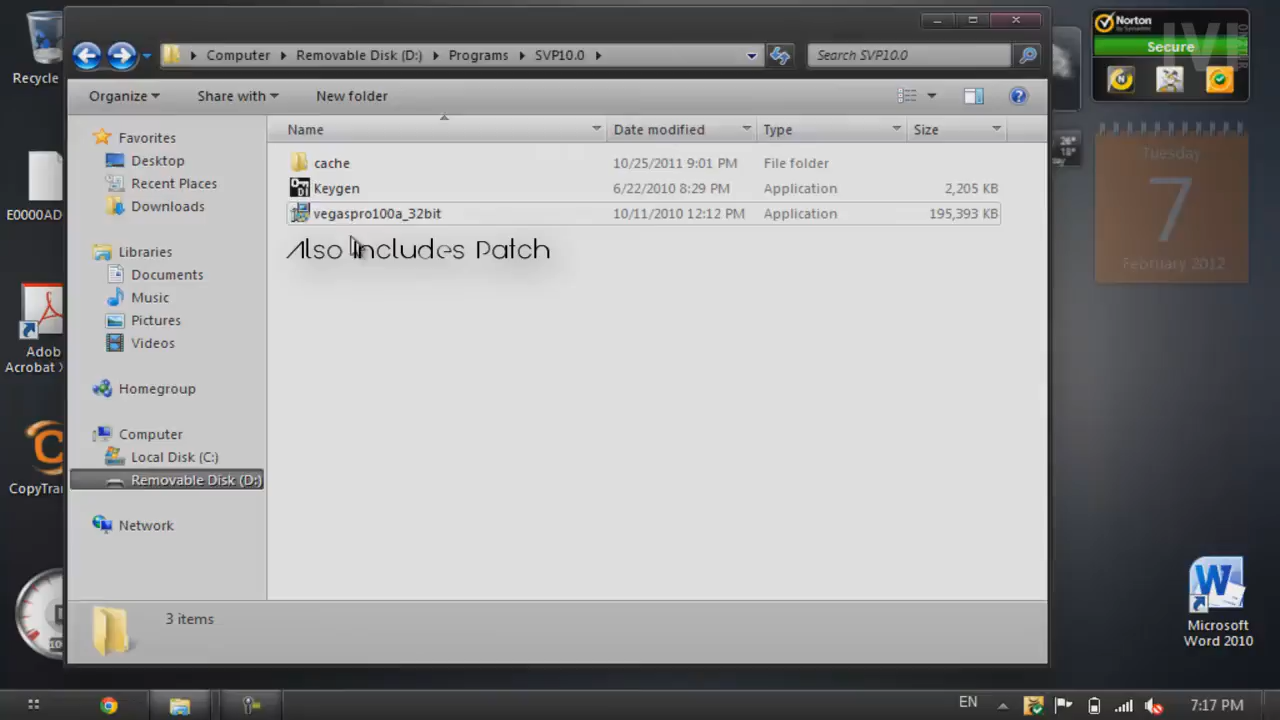 Recycle
E0000AD
Adob
Acrobat X
CopyTra
Computer
Removable Disk (D:)
Programs
SVP10.0
Search SVP10.0
Organize
Share with
New folder
Favorites
Desktop
Recent Places
Downloads
Libraries
Documents
Music
Pictures
Videos
Homegroup
Computer
Local Disk (C:)
Removable Disk (D:)
Network
Name Date modified Type Size
cache 10/25/2011 9:01 PM File folder
Keygen 6/22/2010 8:29 PM Application 2,205 KB
vegaspro100a_32bit 10/11/2010 12:12 PM Application 195,393 KB
Also Includes Patch
3 items
Norton
Secure
Tuesday
7
February 2012
Microsoft
Word 2010
EN
7:17 PM